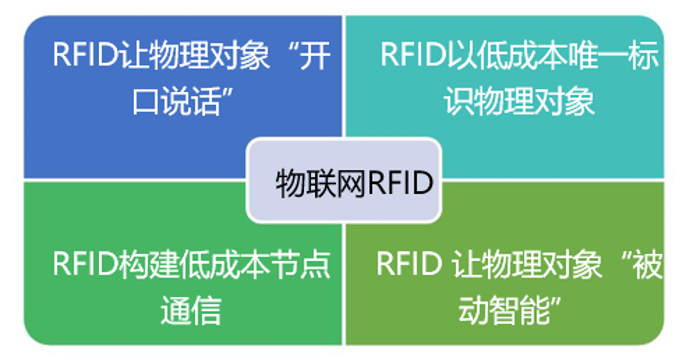 RFID让物理对象“开
口说话”
RFID以低成本唯一标
识物理对象
物联网RFID
RFID构建低成本节点
通信
RFID 让物理对象“被
动智能”